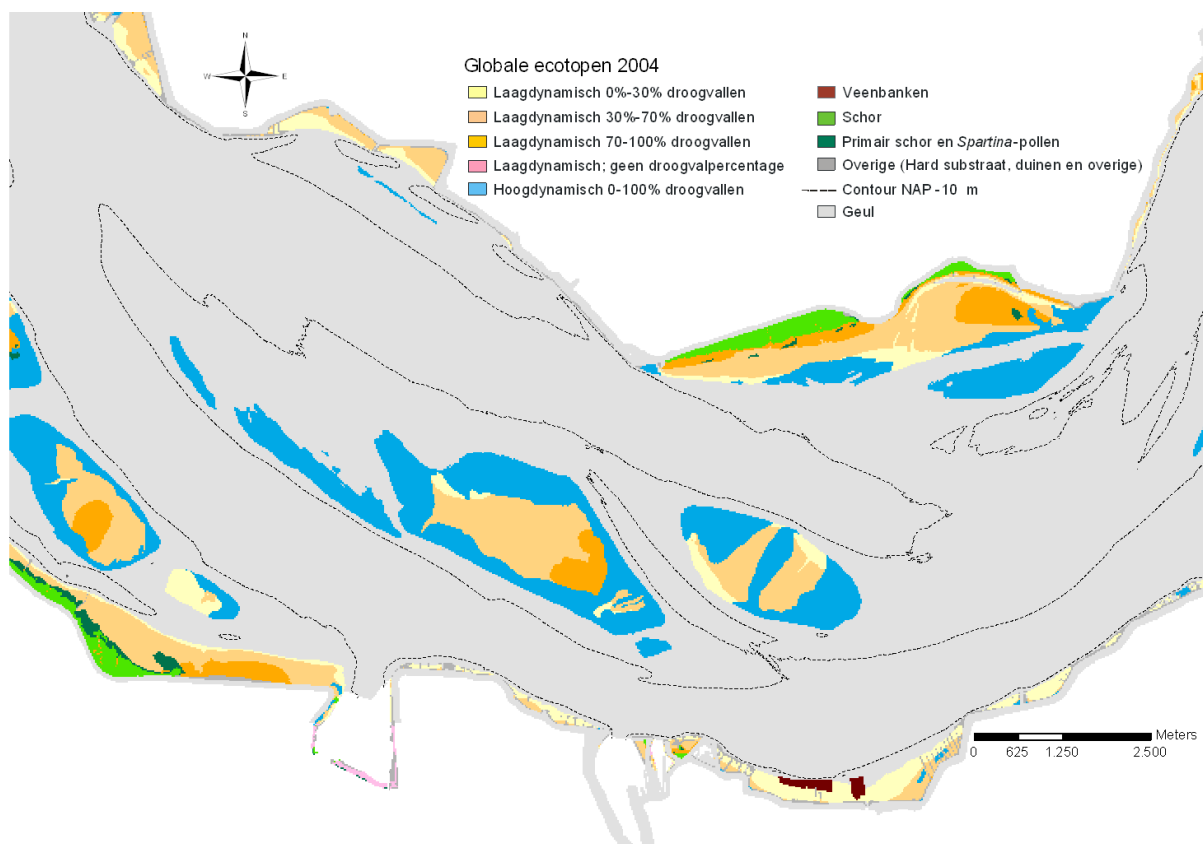 N
W E
S
Globale ecotopen 2004
Laagdynamisch 0%-30% droogvallen
Laagdynamisch 30%-70% droogvallen
Laagdynamisch 70-100% droogvallen
Laagdynamisch; geen droogvalpercentage
Hoogdynamisch 0-100% droogvallen
Veenbanken
Schor
Primair schor en Spartina-pollen
Overige (Hard substraat, duinen en overige)
Contour NAP -10 m
Geul
Meters
0 625 1.250 2.500